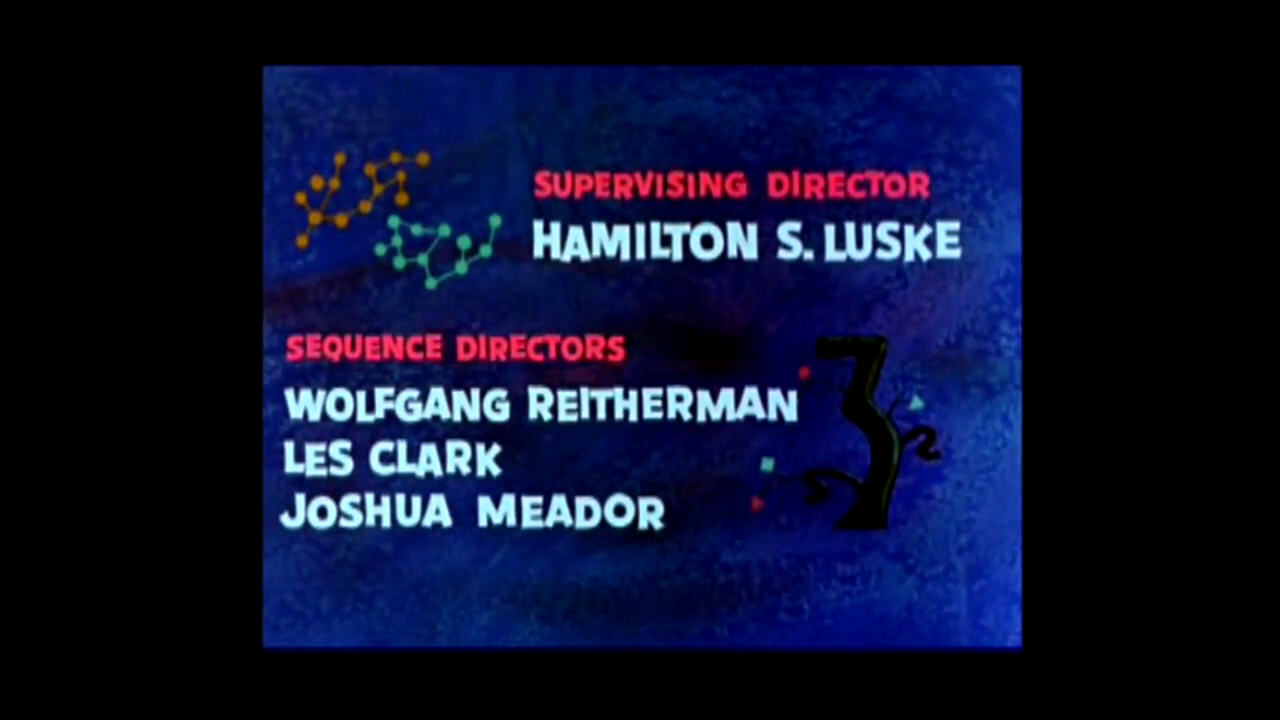 SUPERVISING DIRECTOR
HAMILTON S. LUSKE
SEQUENCE DIRECTORS
WOLFGANG REITHERMAN
LES CLARK
JOSHUA MEADOR